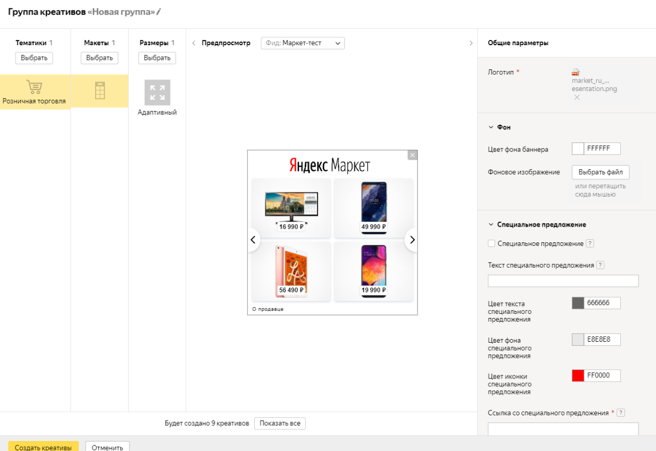 Группа креативов «Новая группа»
Тематики 1
Выбрать
Розничная торговля
Макеты 1
Выбрать
Размеры 1
Выбрать
Адаптивный
Предпросмотр
Фид: Маркет-тест
Яндекс Маркет
16 990 ₽
49 990 ₽
56 490 ₽
19 990 ₽
О продавце
Будет создано 9 креативов
Показать все
Создать креативы
Отменить
Общие параметры
Логотип *
market_ru_...
esentation.png
Фон
Цвет фона баннера
FFFFFF
Фоновое изображение
Выбрать файл
или перетащить
сюда мышью
Специальное предложение
Специальное предложение ?
Текст специального предложения ?
Цвет текста
специального
предложения
666666
Цвет фона
специального
предложения
E8E8E8
Цвет иконки
специального
предложения
FF0000
Ссылка со специального предложения * ?